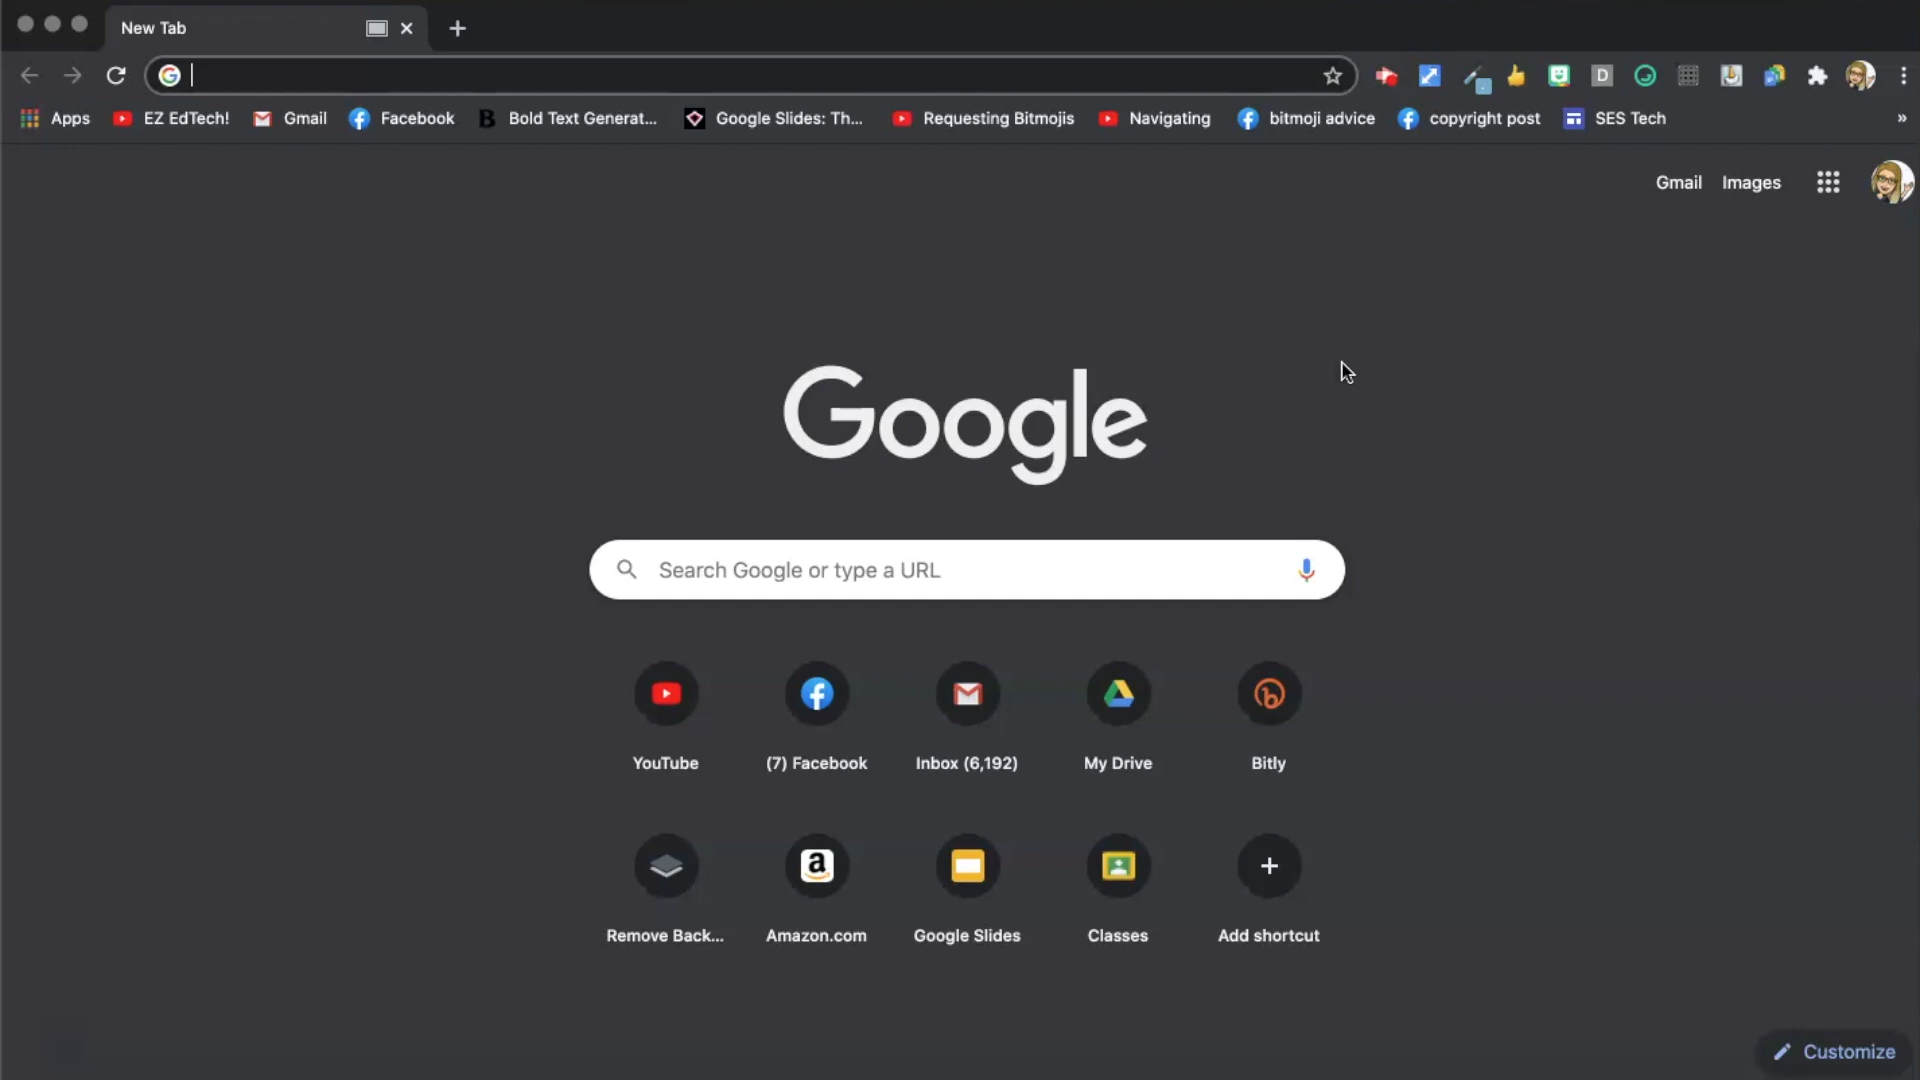 New Tab
Apps EZ EdTech! Gmail Facebook B Bold Text Generat... Google Slides: Th... Requesting Bitmojis Navigating bitmoji advice copyright post SES Tech »
Gmail Images
Google
Search Google or type a URL
YouTube (7) Facebook Inbox (6,192) My Drive Bitly
Remove Back... Amazon.com Google Slides Classes Add shortcut
Customize